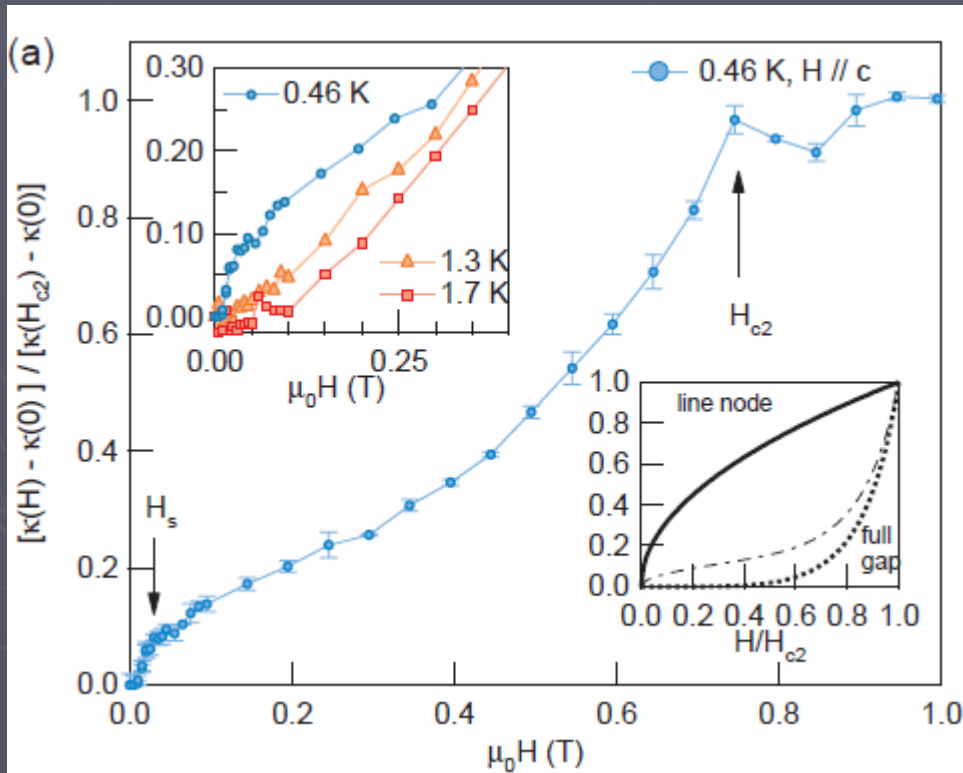 (a)
0.46 K, H // c
[κ(H) - κ(0) ] / [κ(H_c2) - κ(0)]
1.0
0.8
0.6
0.4
0.2
0.0
0.0 0.2 0.4 0.6 0.8 1.0
μ₀H (T)
H_s
H_c2
0.30
0.20
0.10
0.00
0.46 K
1.3 K
1.7 K
0.00 0.25
μ₀H (T)
1.0
0.8
0.6
0.4
0.2
0.0
line node
full
gap
0.0 0.2 0.4 0.6 0.8 1.0
H/H_c2